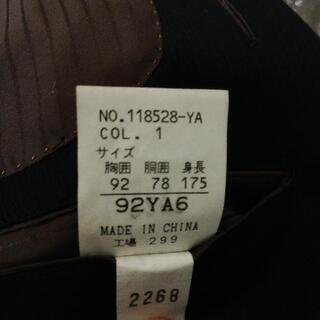 NO.118528-YA
COL. 1
サイズ
胸囲 胴囲 身長
92 78 175
92YA6
MADE IN CHINA
工場 299
2268